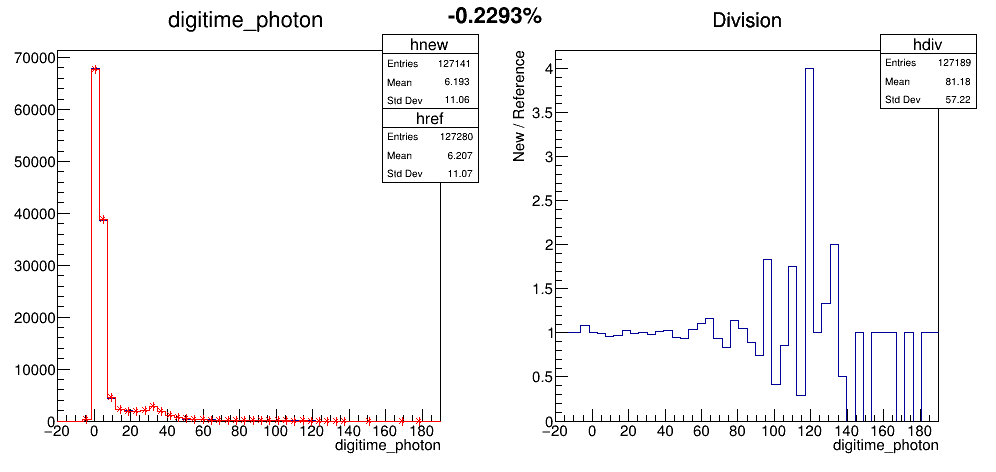 digitime_photon
-0.2293%
Division
hnew
Entries 127141
Mean 6.193
Std Dev 11.06
href
Entries 127280
Mean 6.207
Std Dev 11.07
70000
60000
50000
40000
30000
20000
10000
0
−20 0 20 40 60 80 100 120 140 160 180
digitime_photon
hdiv
Entries 127189
Mean 81.18
Std Dev 57.22
New / Reference
4
3.5
3
2.5
2
1.5
1
0.5
0
−20 0 20 40 60 80 100 120 140 160 180
digitime_photon